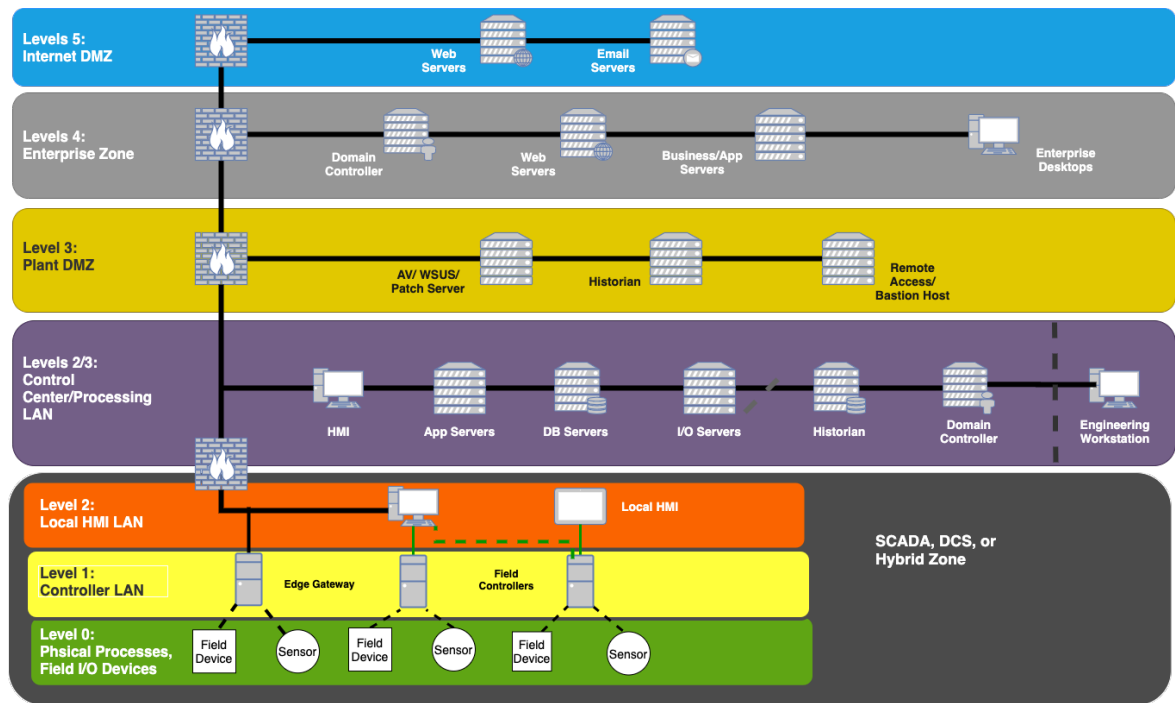 Levels 5:
Internet DMZ
Web
Servers
Email
Servers
Levels 4:
Enterprise Zone
Domain
Controller
Web
Servers
Business/App
Servers
Enterprise
Desktops
Level 3:
Plant DMZ
AV/ WSUS/
Patch Server
Historian
Remote
Access/
Bastion Host
Levels 2/3:
Control
Center/Processing
LAN
HMI
App Servers
DB Servers
I/O Servers
Historian
Domain
Controller
Engineering
Workstation
Level 2:
Local HMI LAN
Local HMI
SCADA, DCS, or
Hybrid Zone
Level 1:
Controller LAN
Edge Gateway
Field
Controllers
Level 0:
Phsical Processes,
Field I/O Devices
Field
Device
Sensor
Field
Device
Sensor
Field
Device
Sensor